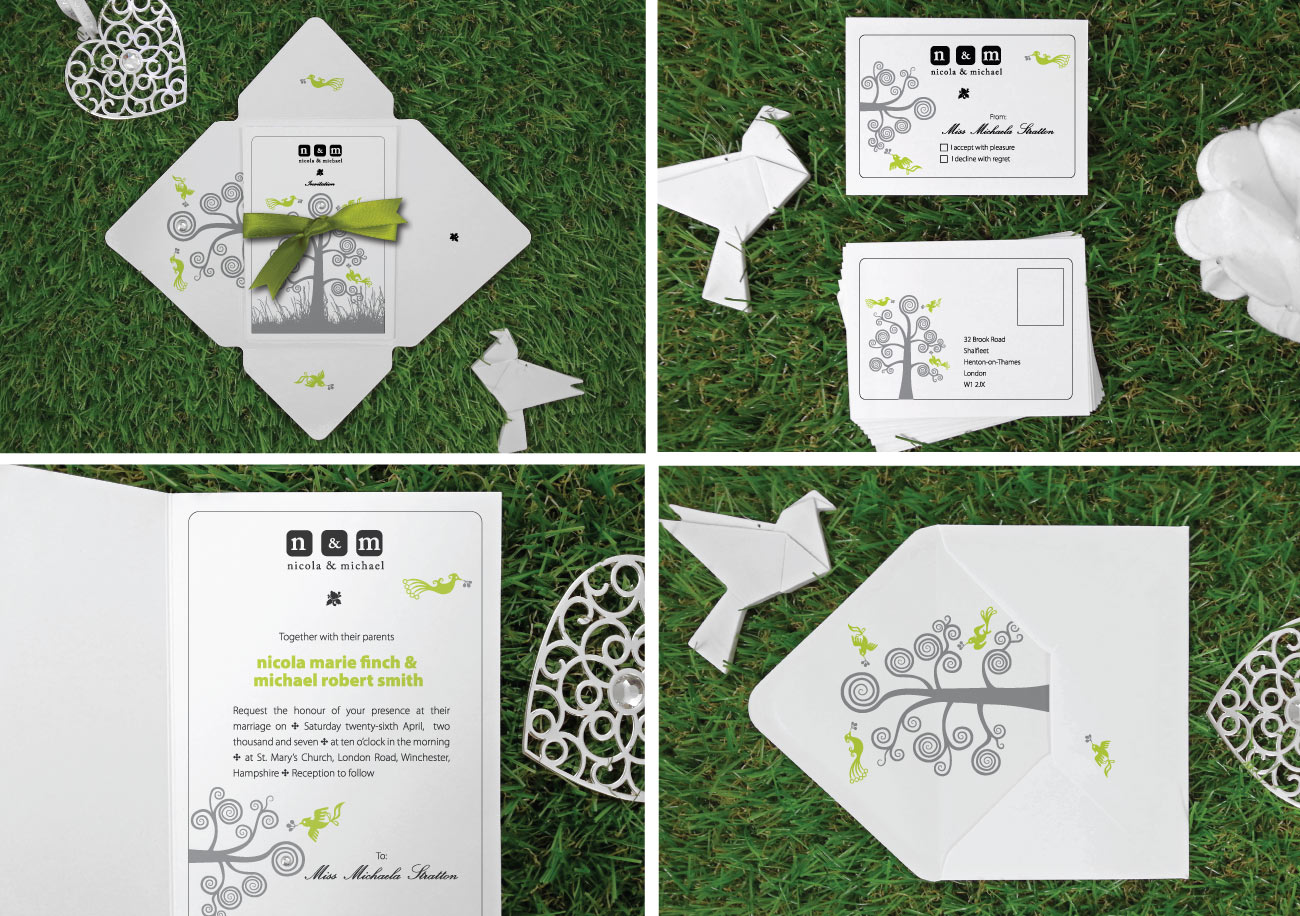 n & m
nicola & michael
Invitation
n & m
nicola & michael
From:
Miss Michaela Stratton
I accept with pleasure
I decline with regret
32 Brook Road
Shalfleet
Henton-on-Thames
London
W1 2JX
n & m
nicola & michael
Together with their parents
nicola marie finch &
michael robert smith
Request the honour of your presence at their
marriage on ✤ Saturday twenty-sixth April, two
thousand and seven ✤ at ten o'clock in the morning
✤ at St. Mary's Church, London Road, Winchester,
Hampshire ✤ Reception to follow
To:
Miss Michaela Stratton